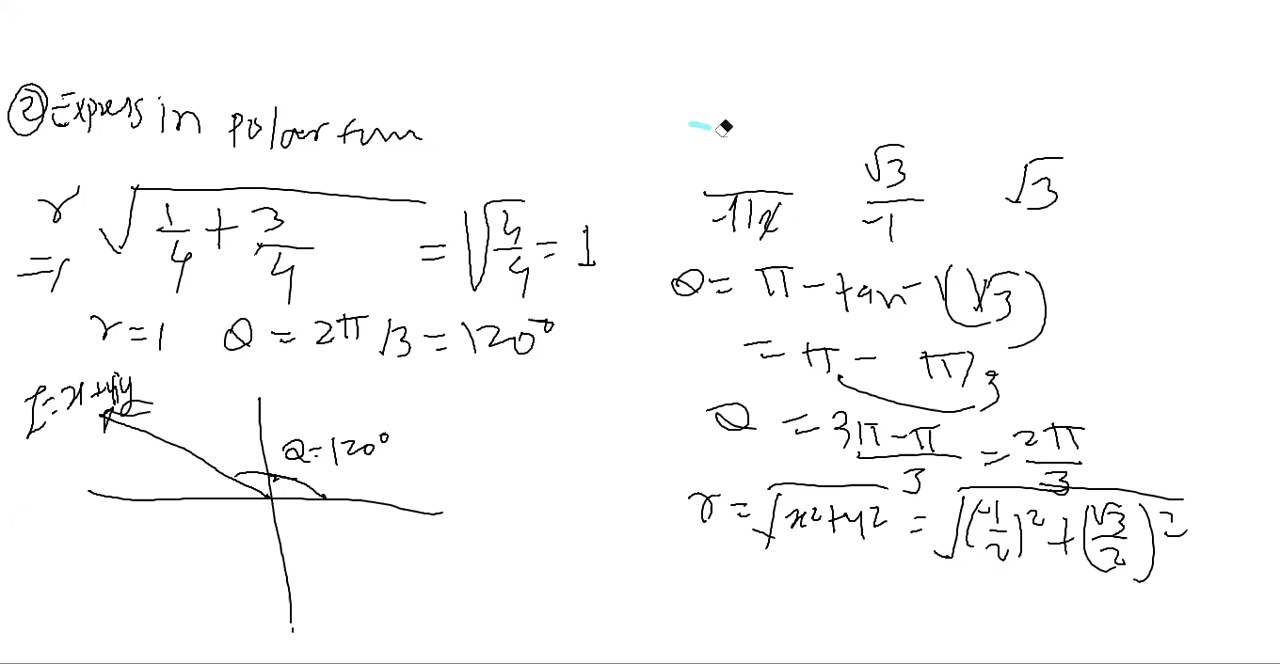 ② Express in polar form
r
= √(1/4 + 3/4) = √(4/4) = 1
r = 1 θ = 2π/3 = 120°
z = x + iy
θ = 120°
√3/-1 √3
θ = π - tan⁻¹(√3)
= π - π/3
θ = (3π - π)/3 = 2π/3
r = √(x² + y²) = √((-1/2)² + (√3/2)²)